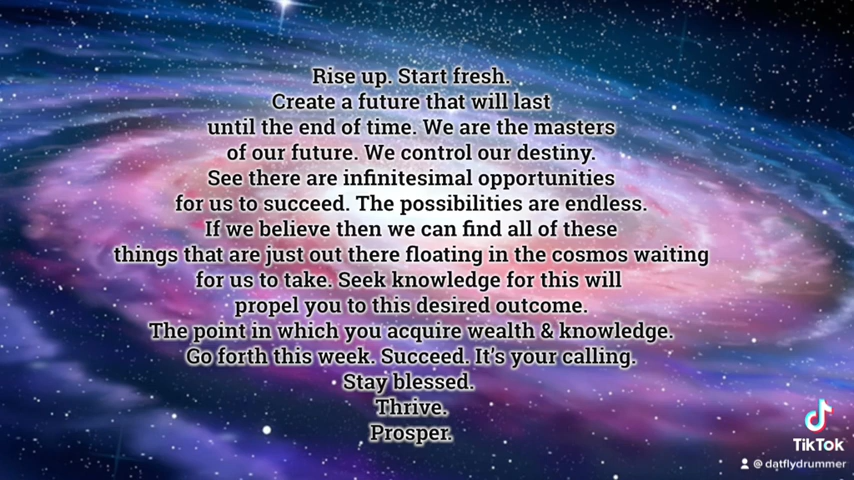 Rise up. Start fresh.
Create a future that will last
until the end of time. We are the masters
of our future. We control our destiny.
See there are infinitesimal opportunities
for us to succeed. The possibilities are endless.
If we believe then we can find all of these
things that are just out there floating in the cosmos waiting
for us to take. Seek knowledge for this will
propel you to this desired outcome.
The point in which you acquire wealth & knowledge.
Go forth this week. Succeed. It's your calling.
Stay blessed.
Thrive.
Prosper.
TikTok
@ datflydrummer